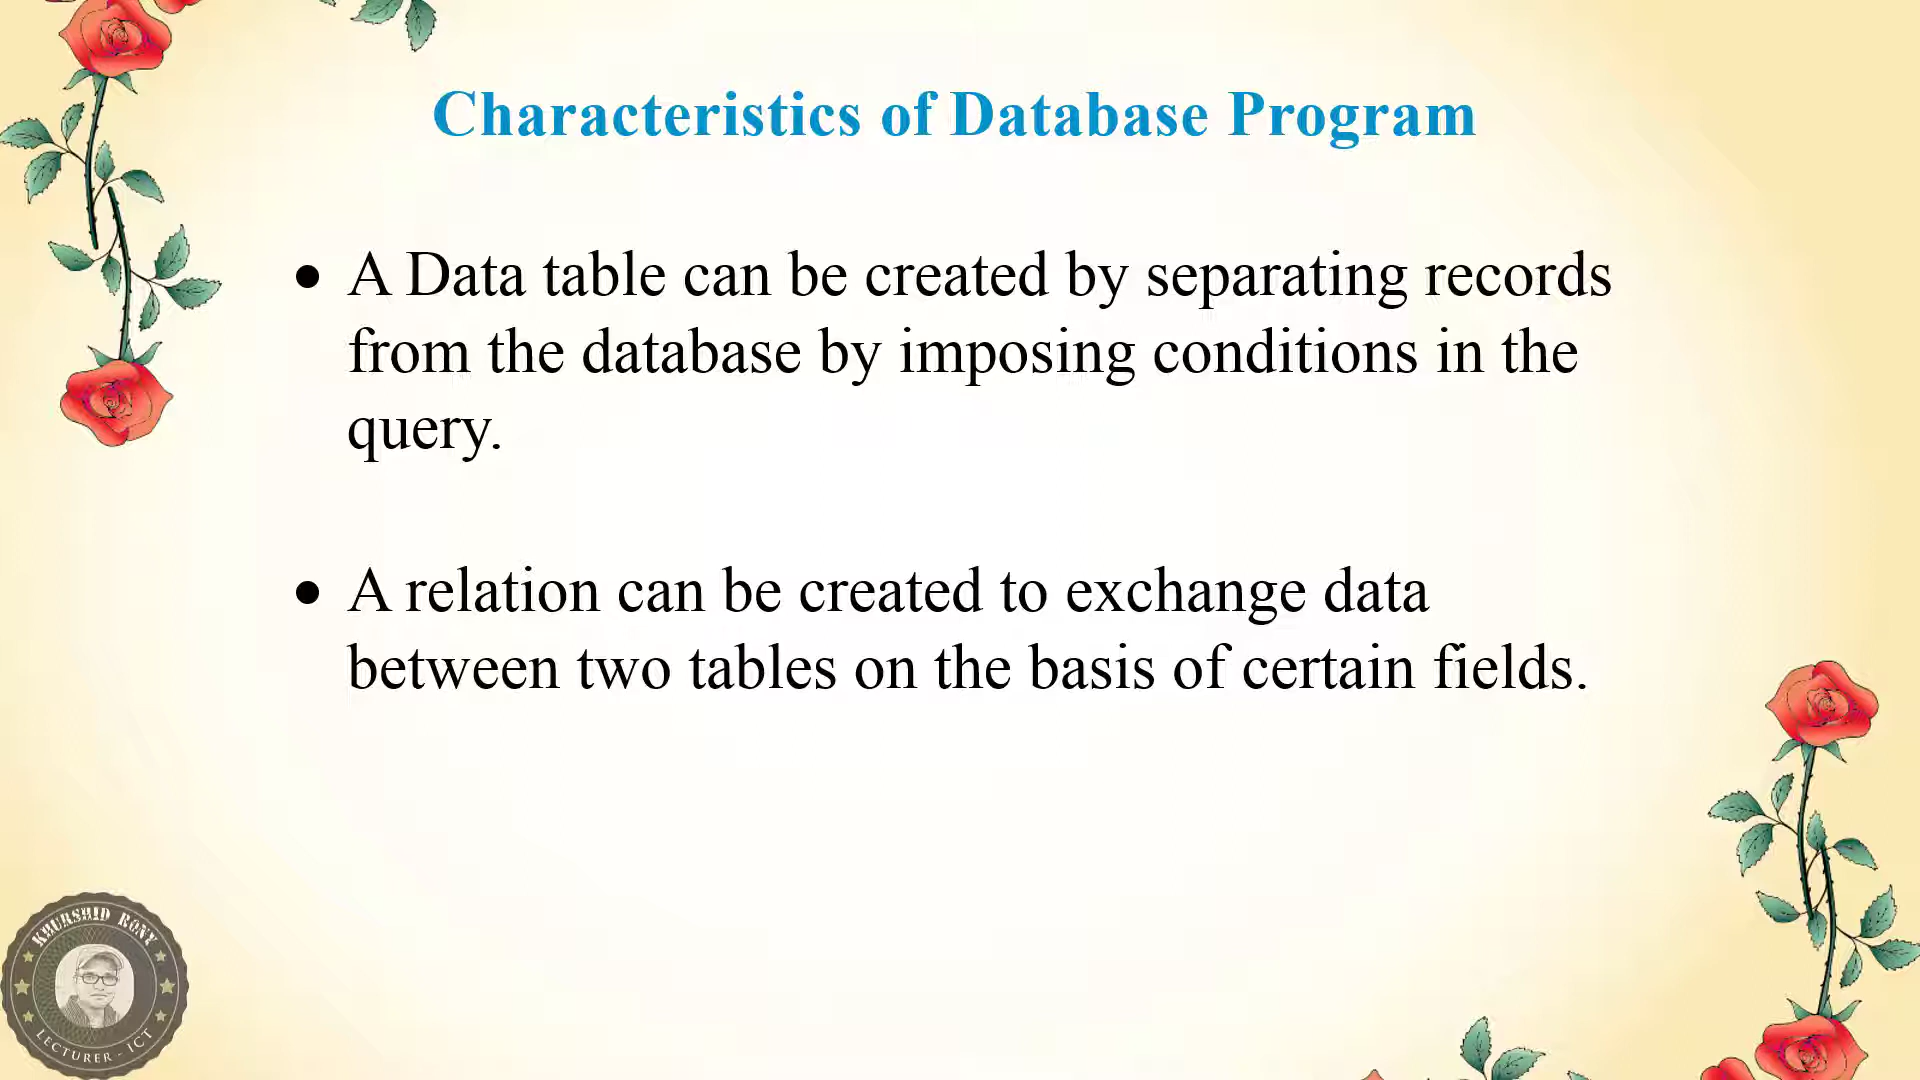 Characteristics of Database Program
• A Data table can be created by separating records
from the database by imposing conditions in the
query.
• A relation can be created to exchange data
between two tables on the basis of certain fields.
KHURSHID RONY
LECTURER - ICT